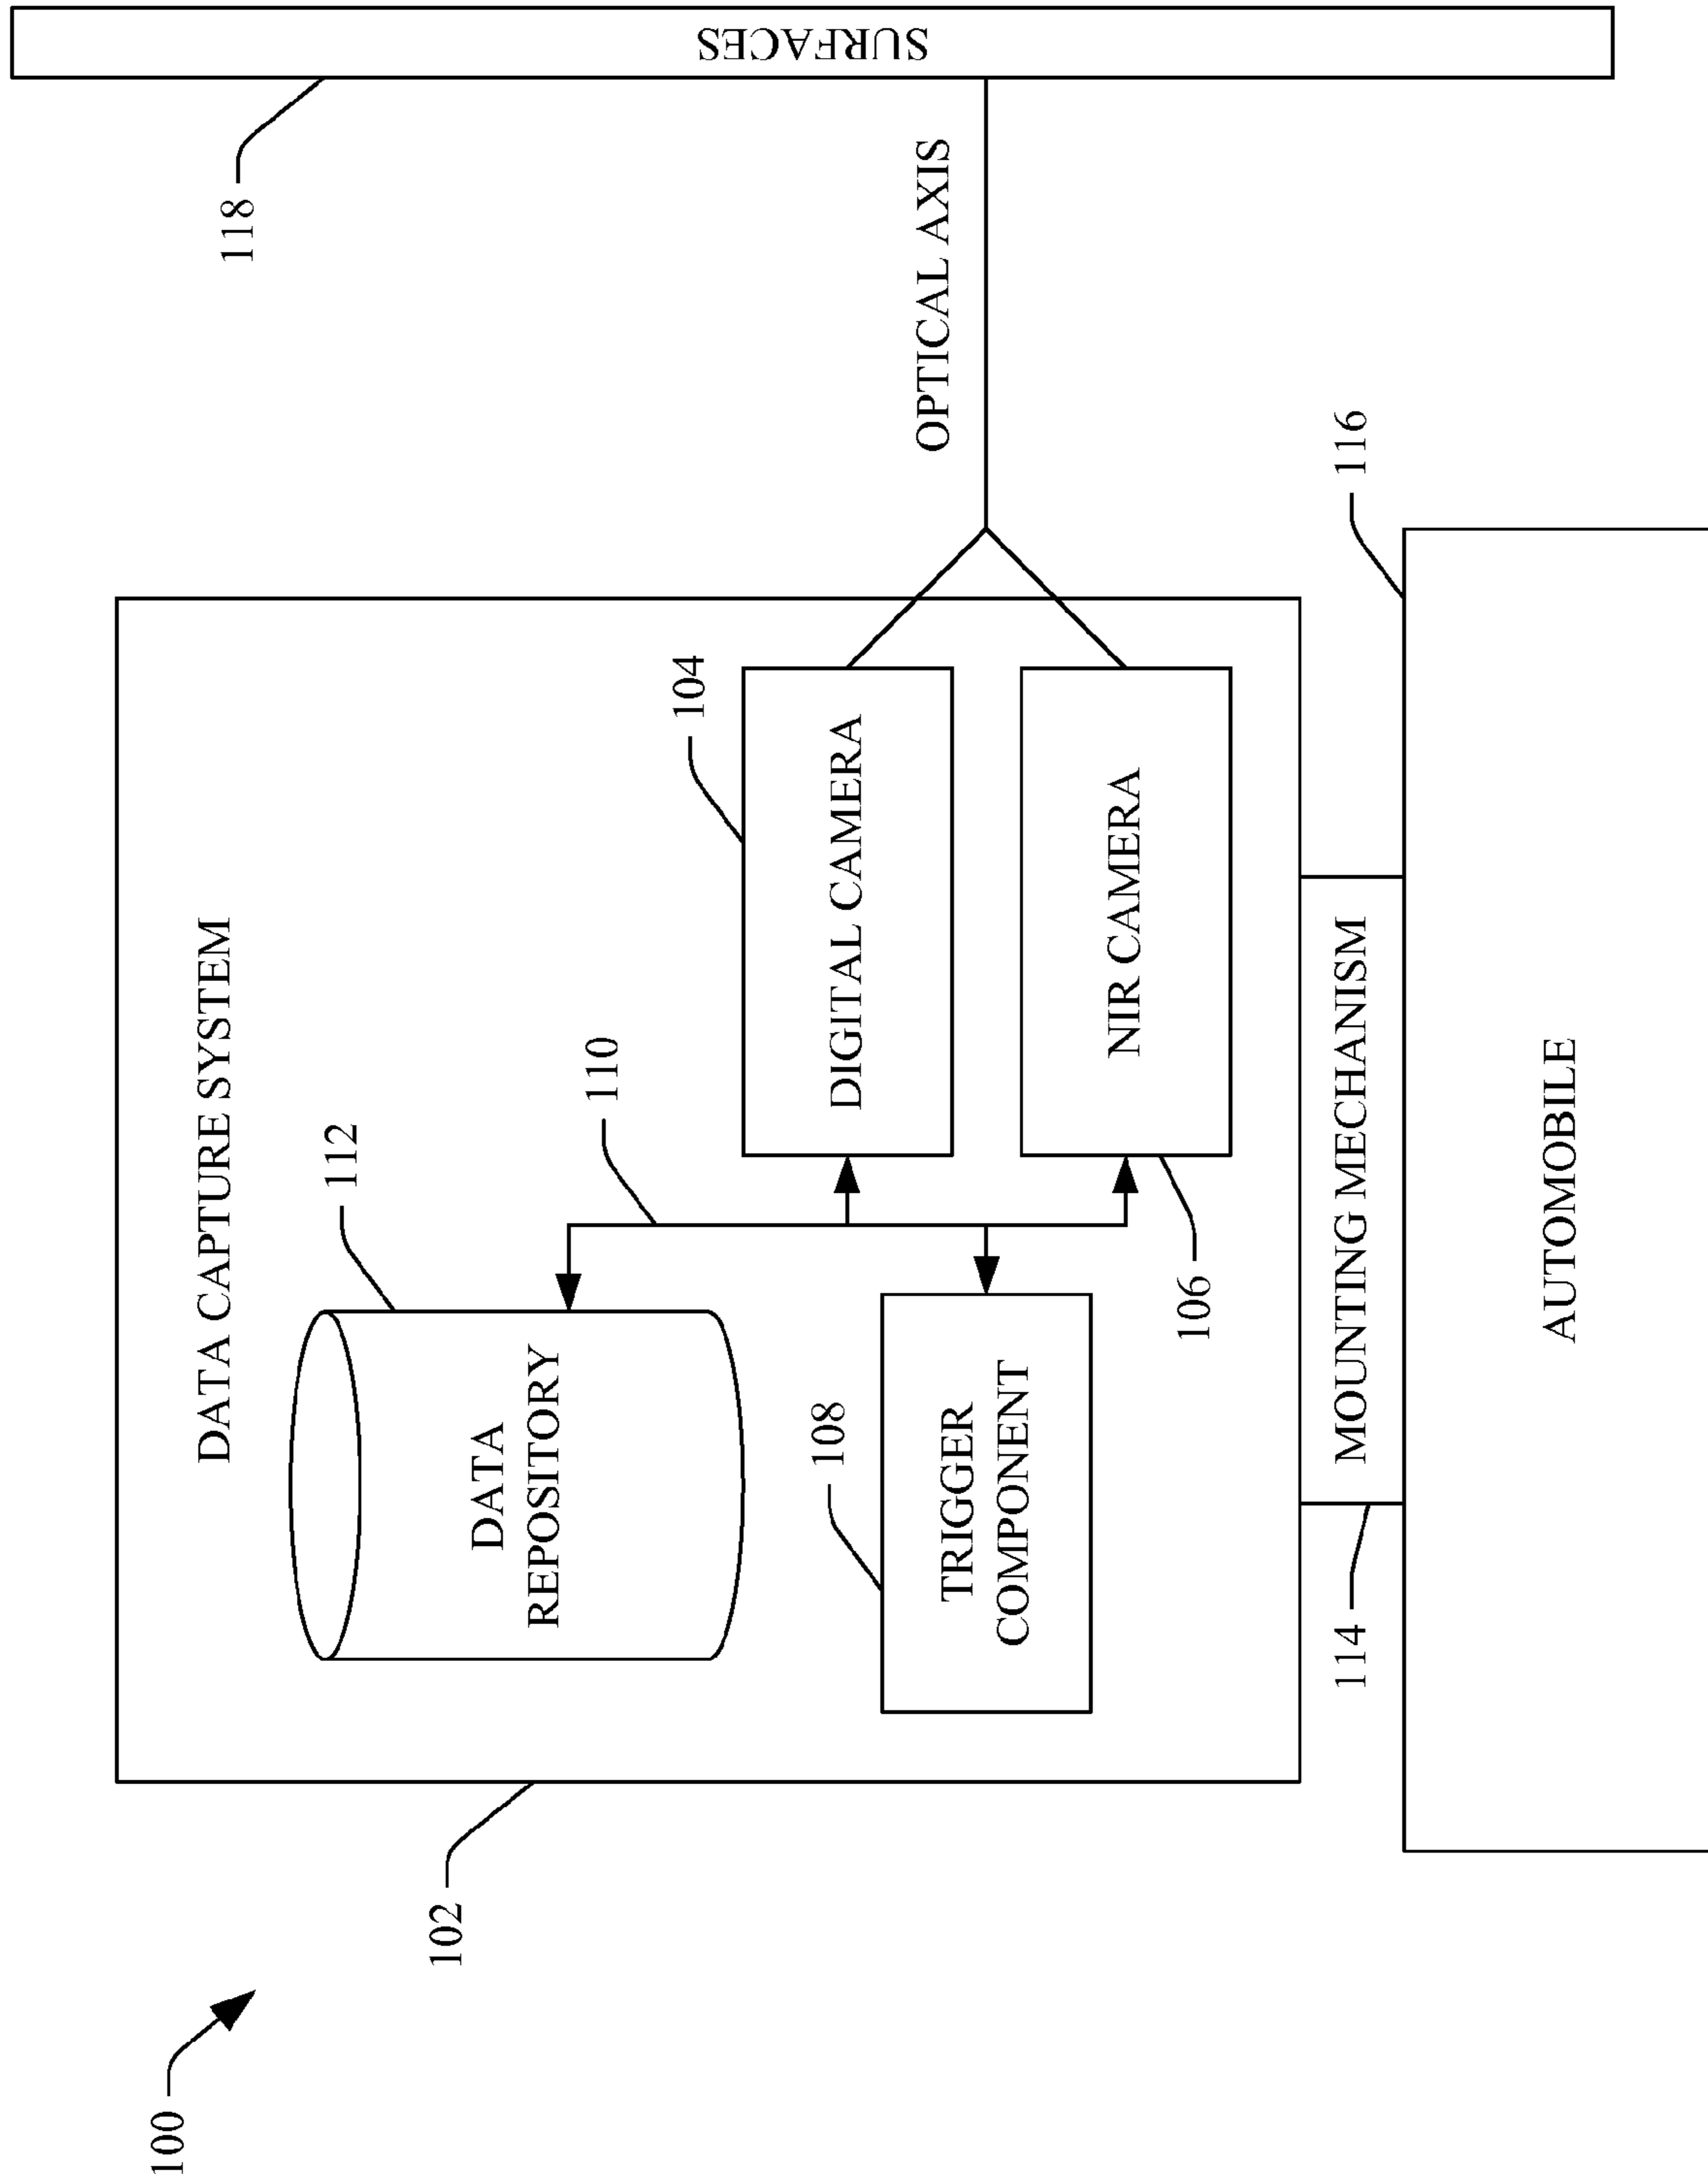 100
102
DATA CAPTURE SYSTEM
112
DATA
REPOSITORY
110
108
TRIGGER
COMPONENT
104
DIGITAL CAMERA
106
NIR CAMERA
OPTICAL AXIS
118
SURFACES
114
MOUNTING MECHANISM
116
AUTOMOBILE